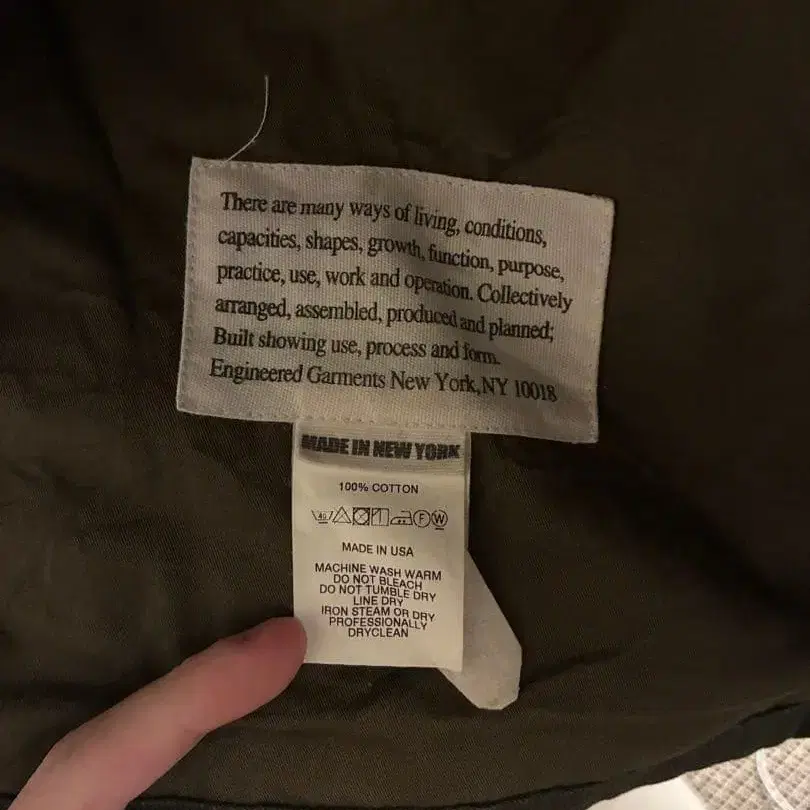 There are many ways of living, conditions,
capacities, shapes, growth, function, purpose,
practice, use, work and operation. Collectively
arranged, assembled, produced and planned;
Built showing use, process and form.
Engineered Garments New York,NY 10018
MADE IN NEW YORK
100% COTTON
40 F W
MADE IN USA
MACHINE WASH WARM
DO NOT BLEACH
DO NOT TUMBLE DRY
LINE DRY
IRON STEAM OR DRY
PROFESSIONALLY
DRYCLEAN